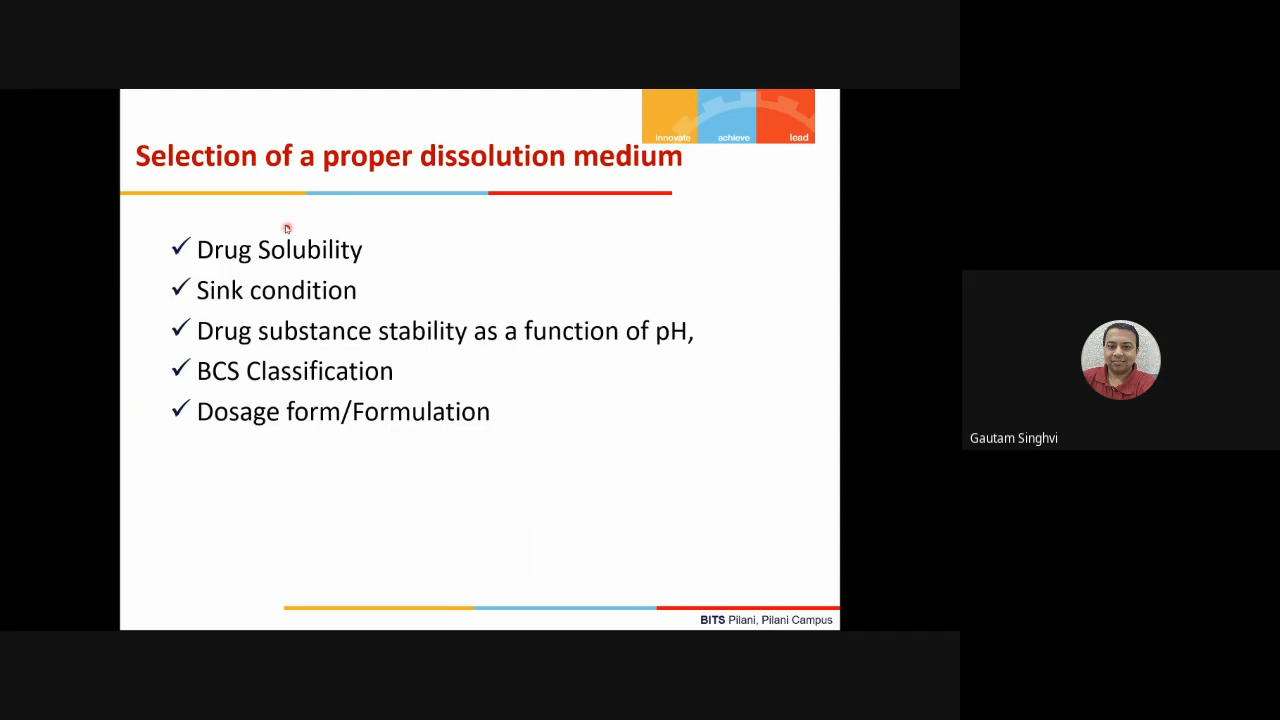 innovate achieve lead
Selection of a proper dissolution medium
✓ Drug Solubility
✓ Sink condition
✓ Drug substance stability as a function of pH,
✓ BCS Classification
✓ Dosage form/Formulation
BITS Pilani, Pilani Campus
Gautam Singhvi